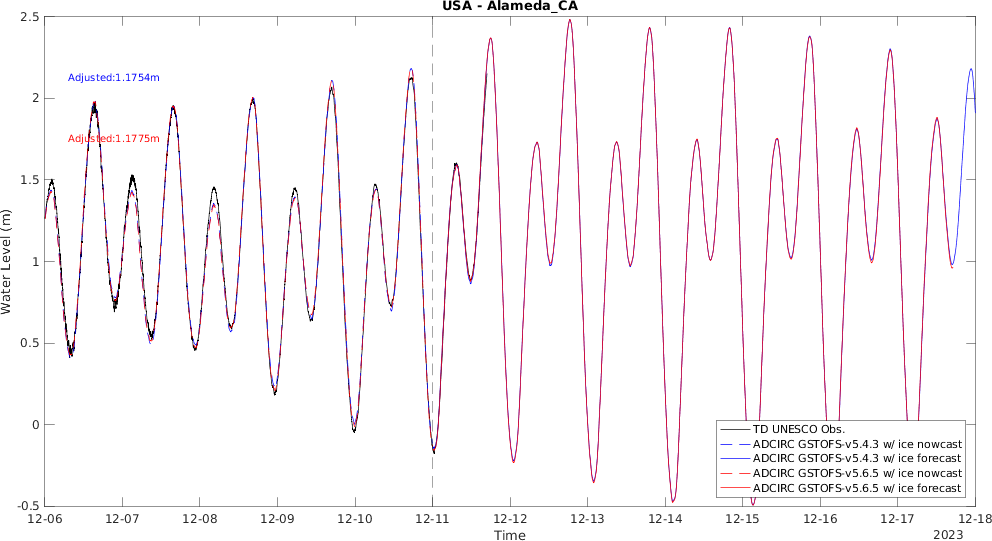 USA - Alameda_CA
2.5
2
1.5
1
0.5
0
-0.5
Water Level (m)
Adjusted:1.1754m
Adjusted:1.1775m
TD UNESCO Obs.
ADCIRC GSTOFS-v5.4.3 w/ ice nowcast
ADCIRC GSTOFS-v5.4.3 w/ ice forecast
ADCIRC GSTOFS-v5.6.5 w/ ice nowcast
ADCIRC GSTOFS-v5.6.5 w/ ice forecast
12-06 12-07 12-08 12-09 12-10 12-11 12-12 12-13 12-14 12-15 12-16 12-17 12-18
Time
2023